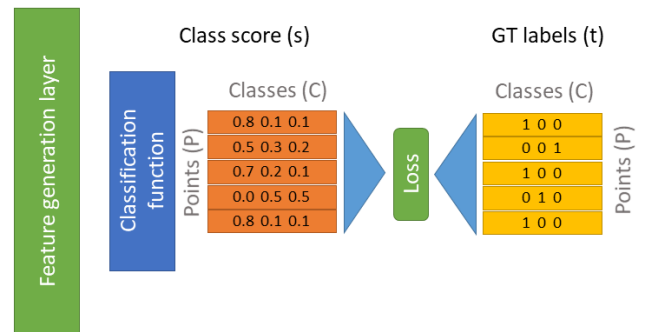 Feature generation layer
Class score (s)
GT labels (t)
Classification
function
Classes (C)
Points (P)
0.8 0.1 0.1
0.5 0.3 0.2
0.7 0.2 0.1
0.0 0.5 0.5
0.8 0.1 0.1
Loss
Classes (C)
1 0 0
0 0 1
1 0 0
0 1 0
1 0 0
Points (P)